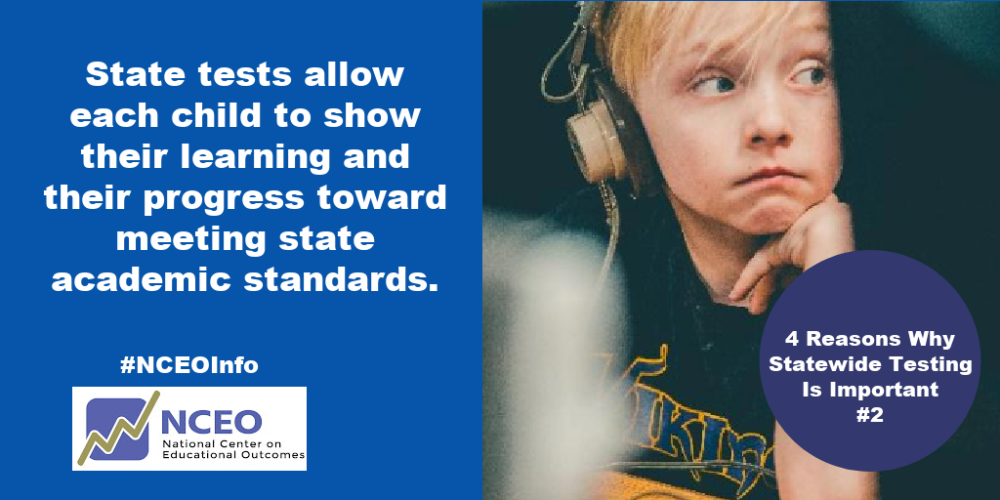 State tests allow
each child to show
their learning and
their progress toward
meeting state
academic standards.
#NCEOInfo
NCEO
National Center on
Educational Outcomes
4 Reasons Why
Statewide Testing
Is Important
#2